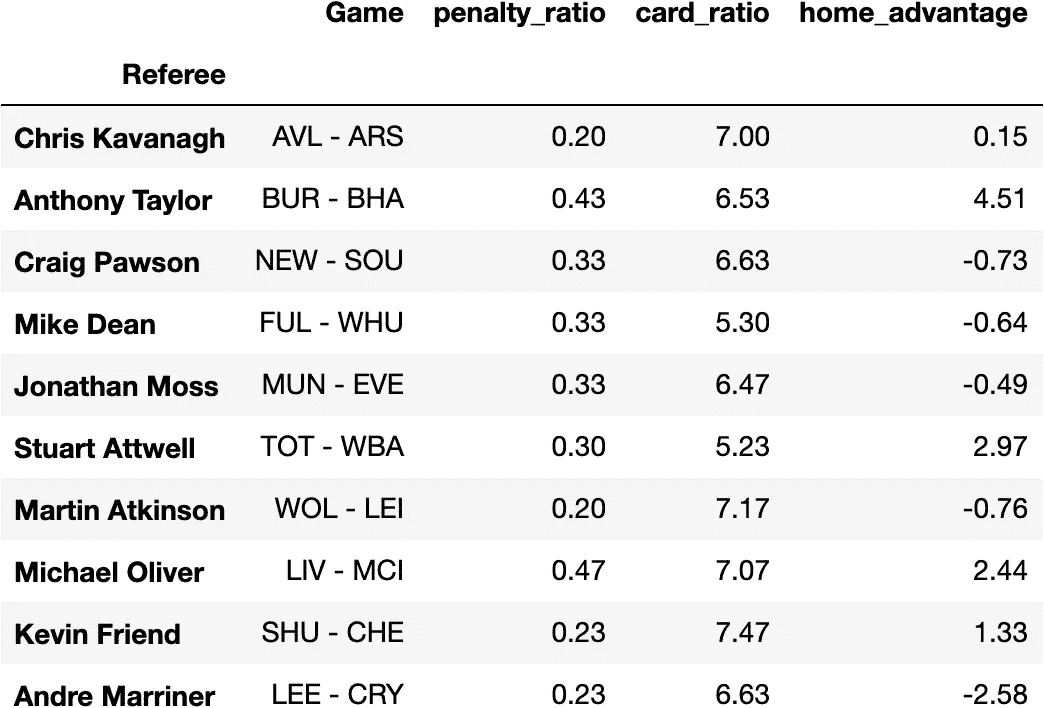 Game penalty_ratio card_ratio home_advantage
Referee
Chris Kavanagh AVL - ARS 0.20 7.00 0.15
Anthony Taylor BUR - BHA 0.43 6.53 4.51
Craig Pawson NEW - SOU 0.33 6.63 -0.73
Mike Dean FUL - WHU 0.33 5.30 -0.64
Jonathan Moss MUN - EVE 0.33 6.47 -0.49
Stuart Attwell TOT - WBA 0.30 5.23 2.97
Martin Atkinson WOL - LEI 0.20 7.17 -0.76
Michael Oliver LIV - MCI 0.47 7.07 2.44
Kevin Friend SHU - CHE 0.23 7.47 1.33
Andre Marriner LEE - CRY 0.23 6.63 -2.58